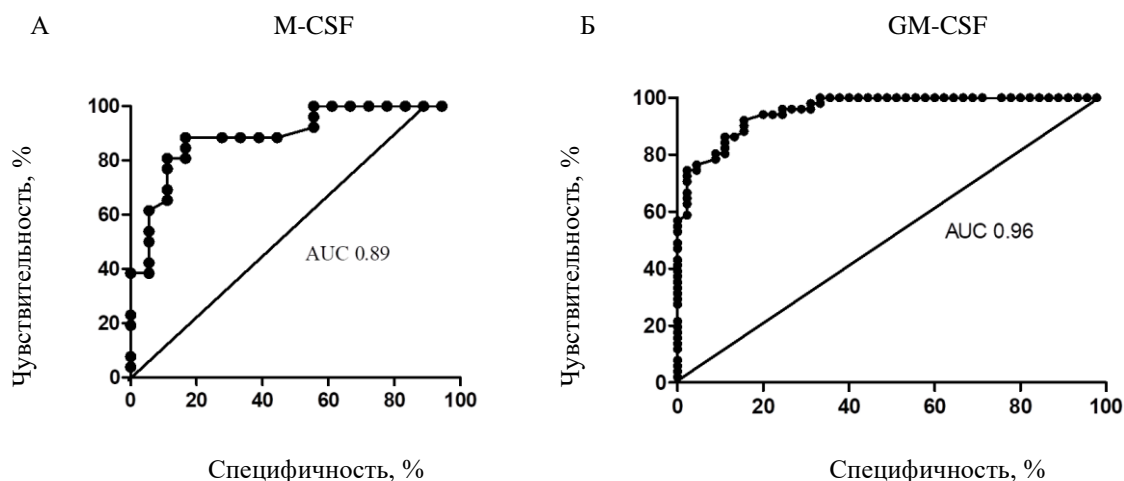 А
M-CSF
Чувствительность, %
100
80
60
40
20
0
AUC 0.89
0 20 40 60 80 100
Специфичность, %
Б
GM-CSF
Чувствительность, %
100
80
60
40
20
0
AUC 0.96
0 20 40 60 80 100
Специфичность, %